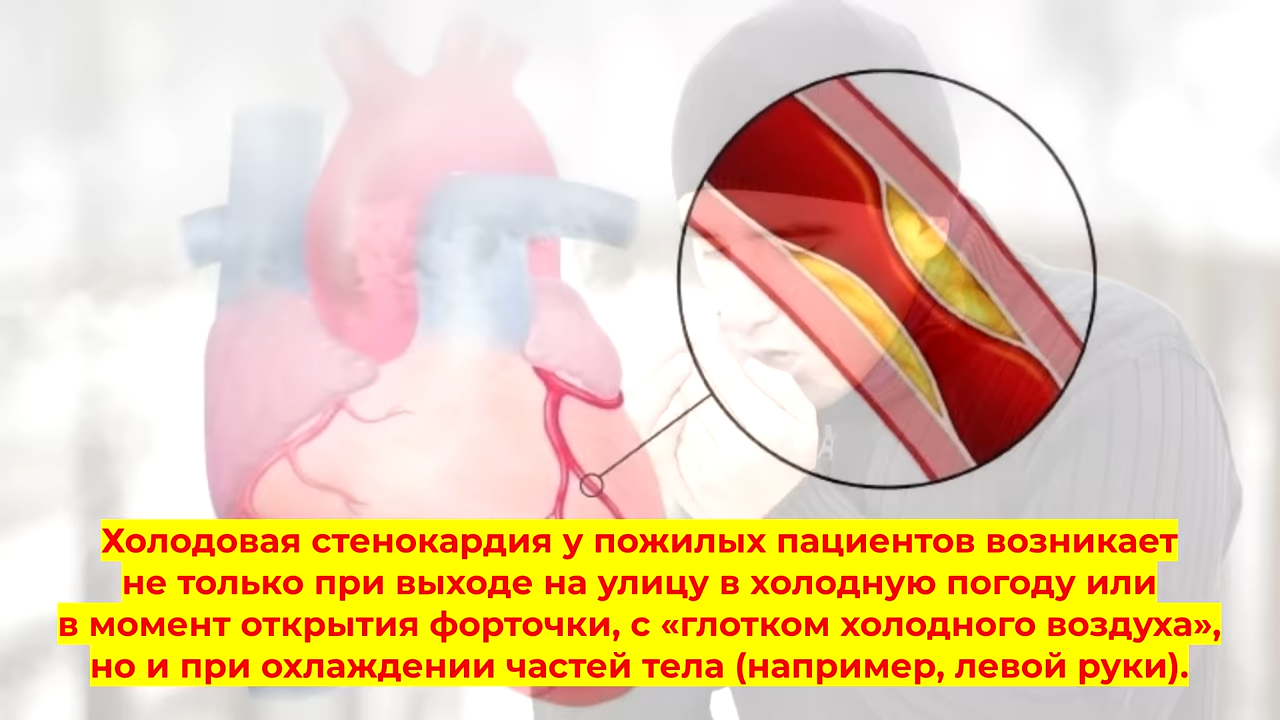 Холодовая стенокардия у пожилых пациентов возникает
не только при выходе на улицу в холодную погоду или
в момент открытия форточки, с «глотком холодного воздуха»,
но и при охлаждении частей тела (например, левой руки).